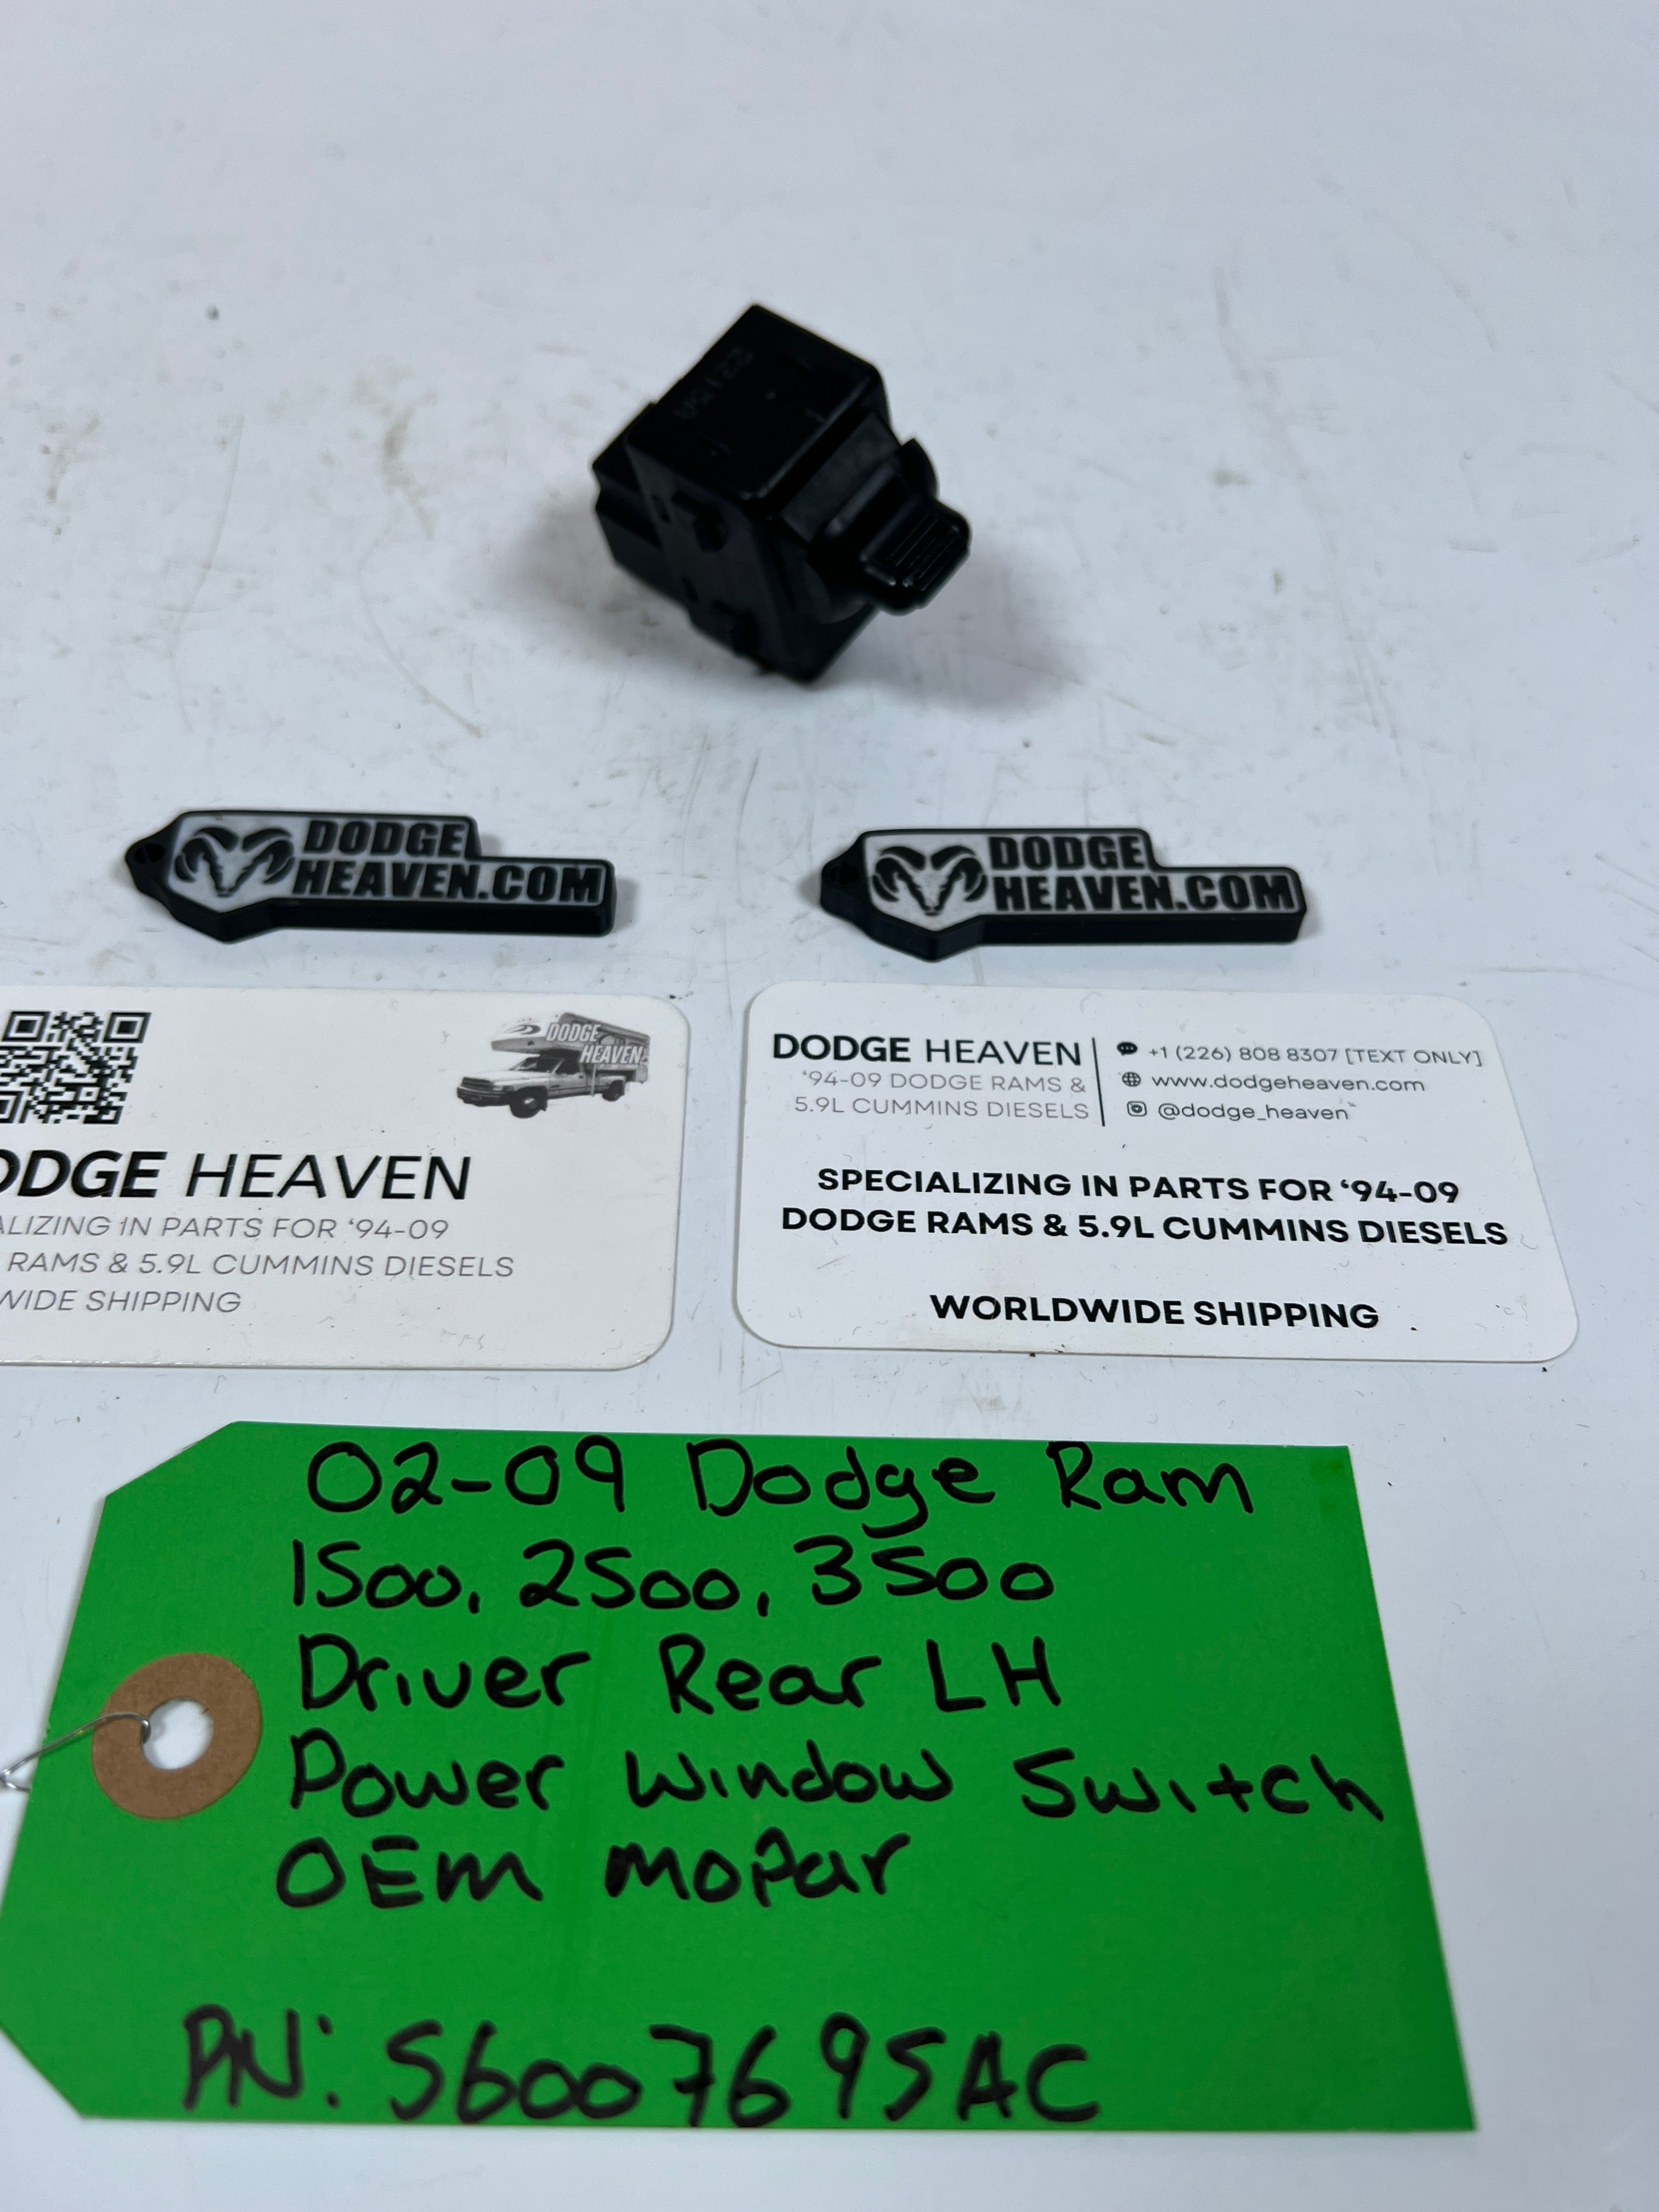 2215A
DODGE
HEAVEN.COM
DODGE
HEAVEN.COM
DODGE
HEAVEN
ODGE HEAVEN
ALIZING IN PARTS FOR ‘94-09
RAMS & 5.9L CUMMINS DIESELS
WIDE SHIPPING
DODGE HEAVEN
‘94-09 DODGE RAMS &
5.9L CUMMINS DIESELS
+1 (226) 808 8307 [TEXT ONLY]
www.dodgeheaven.com
@dodge_heaven
SPECIALIZING IN PARTS FOR ‘94-09
DODGE RAMS & 5.9L CUMMINS DIESELS
WORLDWIDE SHIPPING
02-09 Dodge Ram
1500, 2500, 3500
Driver Rear LH
Power Window Switch
OEM Mopar
PN: 56007695AC